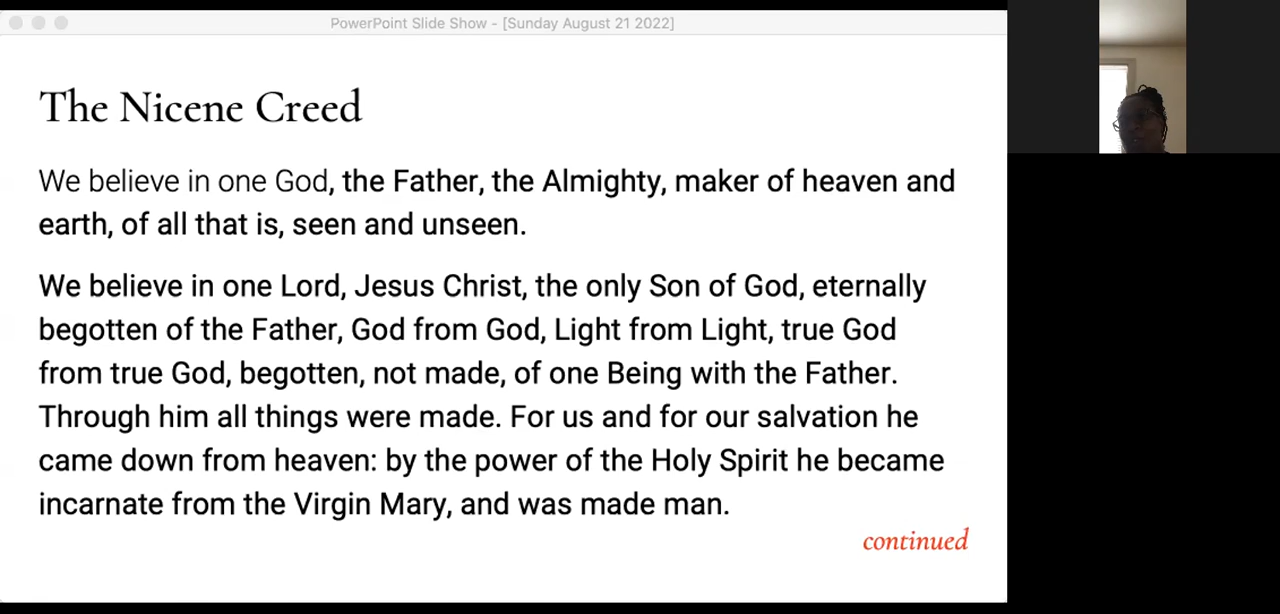 PowerPoint Slide Show - [Sunday August 21 2022]
The Nicene Creed
We believe in one God, the Father, the Almighty, maker of heaven and
earth, of all that is, seen and unseen.
We believe in one Lord, Jesus Christ, the only Son of God, eternally
begotten of the Father, God from God, Light from Light, true God
from true God, begotten, not made, of one Being with the Father.
Through him all things were made. For us and for our salvation he
came down from heaven: by the power of the Holy Spirit he became
incarnate from the Virgin Mary, and was made man.
continued